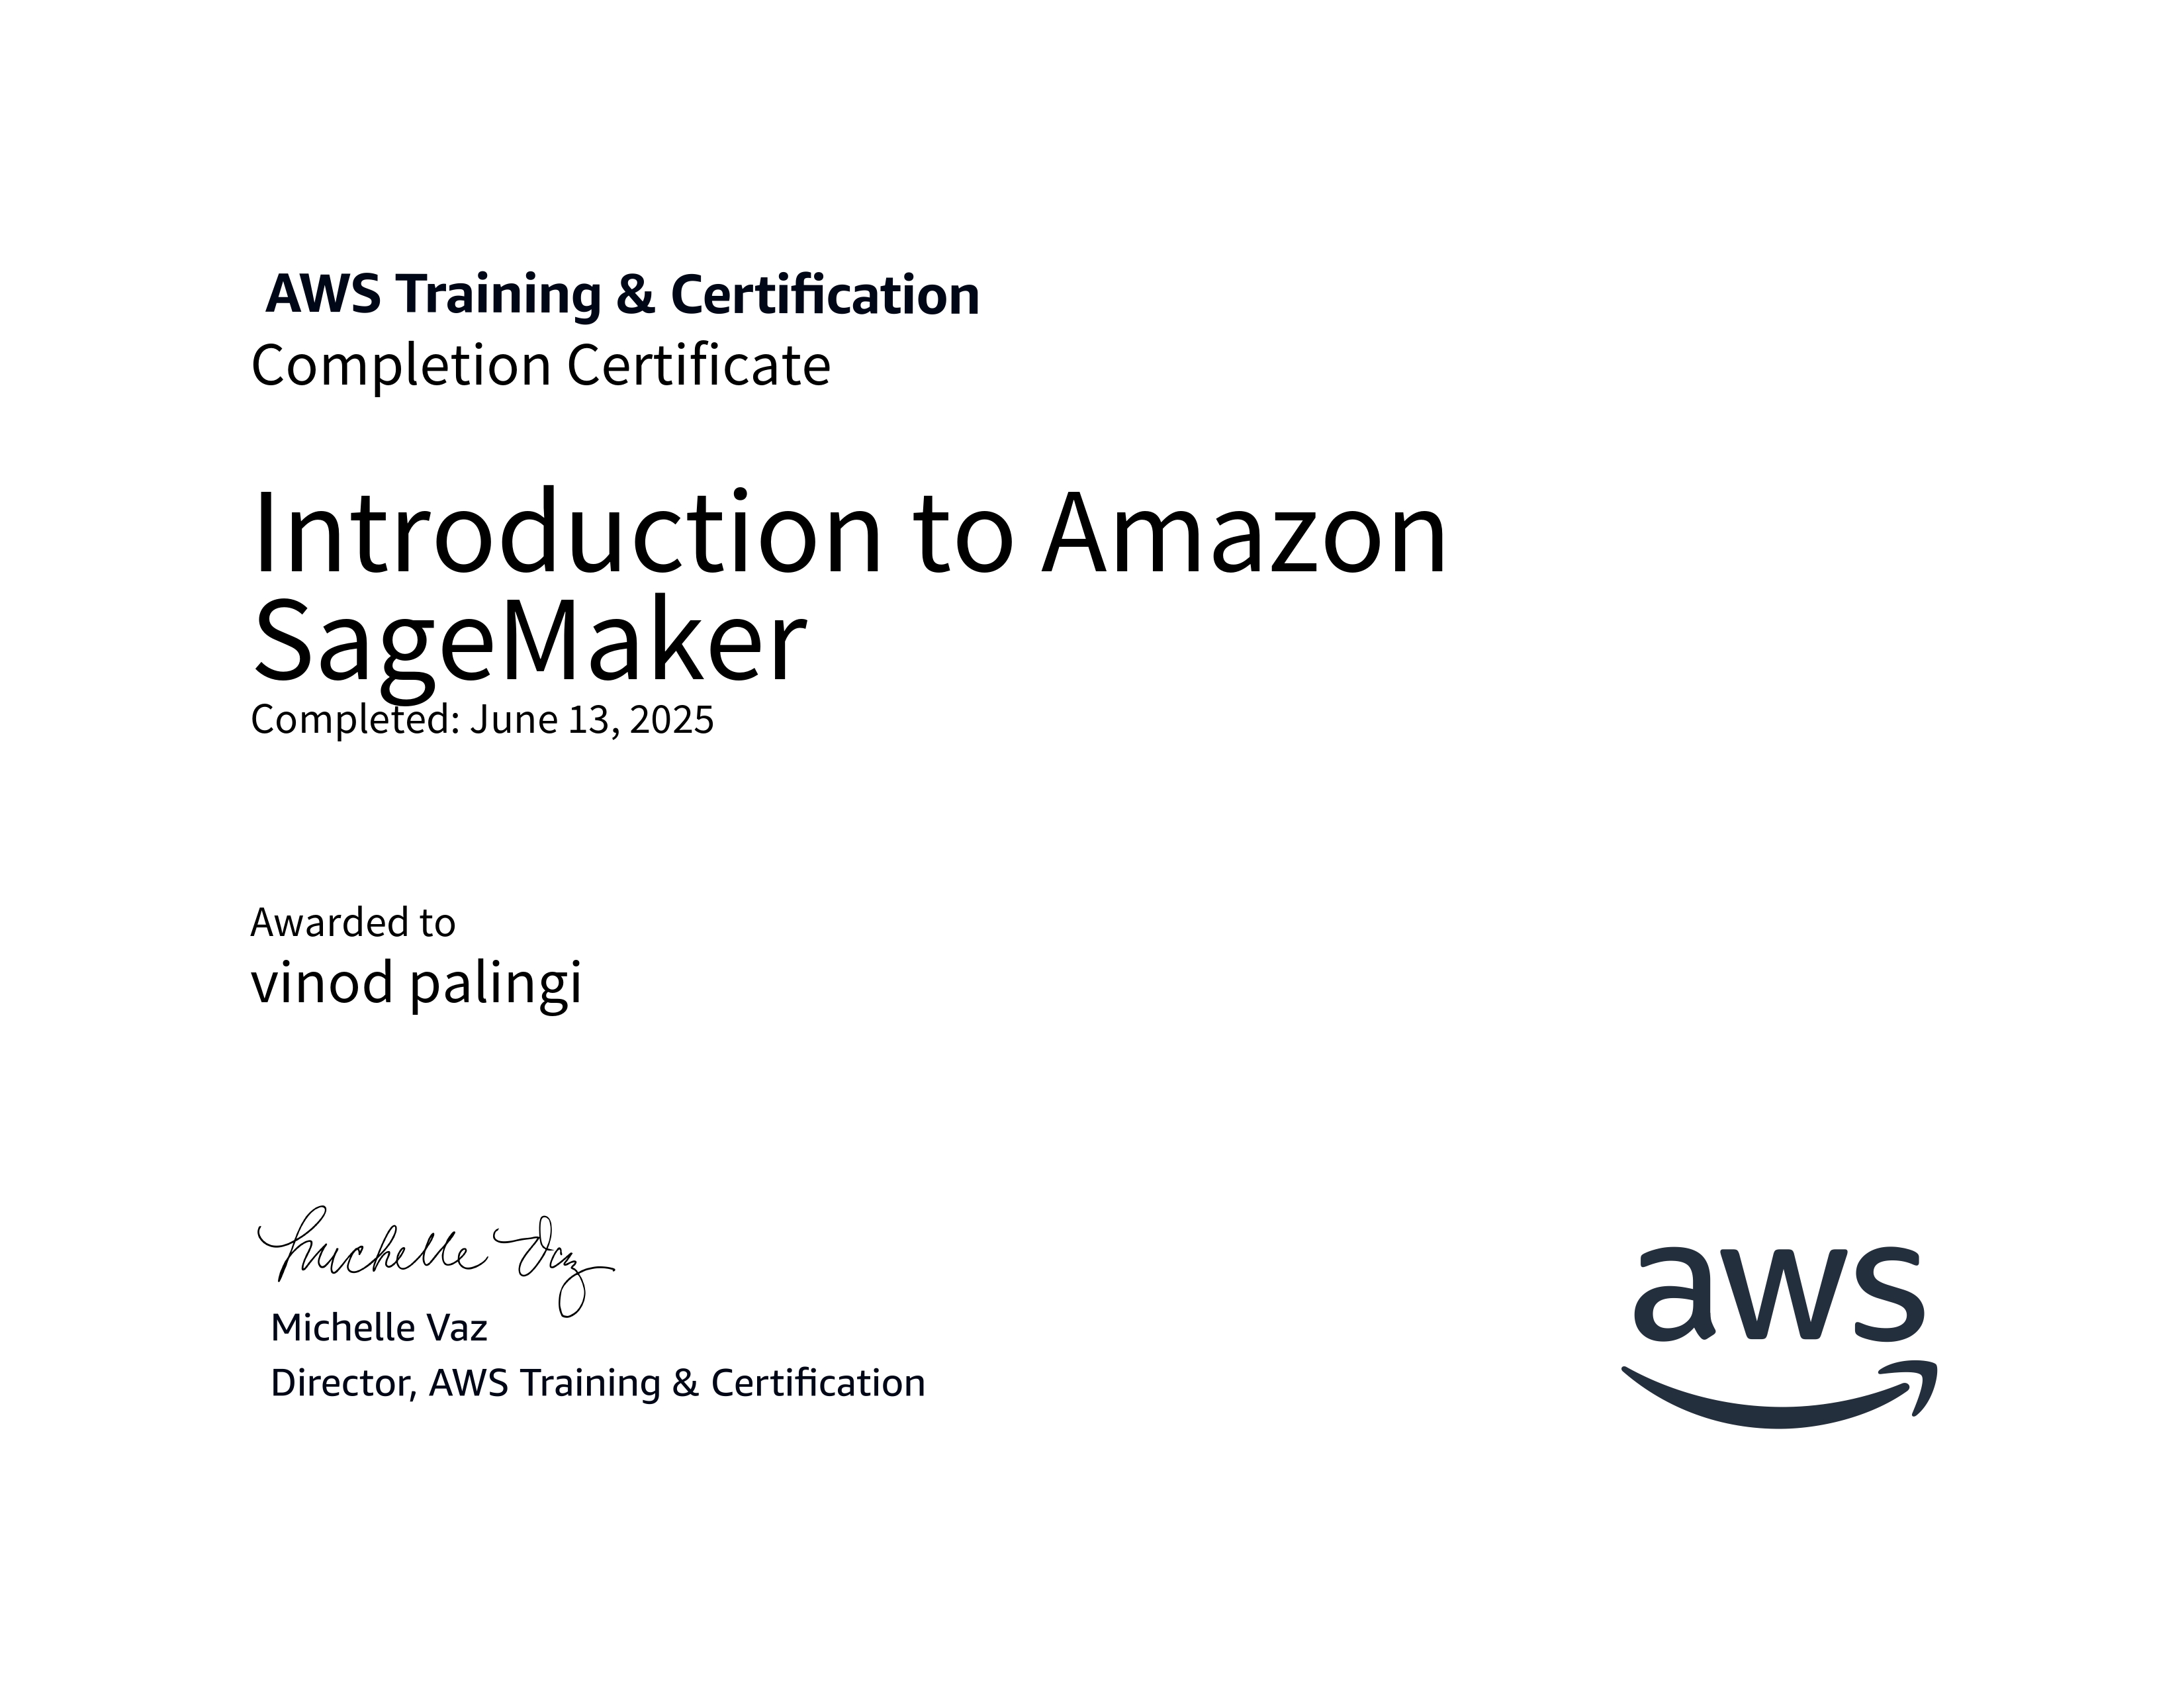 AWS Training & Certification
Completion Certificate
Introduction to Amazon
SageMaker
Completed: June 13, 2025
Awarded to
vinod palingi
Michelle Vaz
Michelle Vaz
Director, AWS Training & Certification
aws